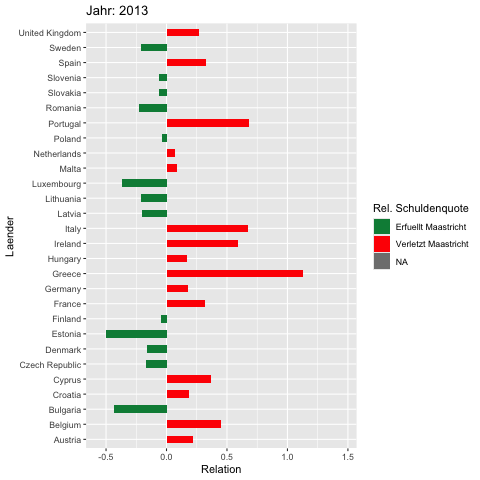 Jahr: 2013
United Kingdom
Sweden
Spain
Slovenia
Slovakia
Romania
Portugal
Poland
Netherlands
Malta
Luxembourg
Lithuania
Latvia
Italy
Ireland
Hungary
Greece
Germany
France
Finland
Estonia
Denmark
Czech Republic
Cyprus
Croatia
Bulgaria
Belgium
Austria
Laender
-0.5 0.0 0.5 1.0 1.5
Relation
Rel. Schuldenquote
Erfuellt Maastricht
Verletzt Maastricht
NA